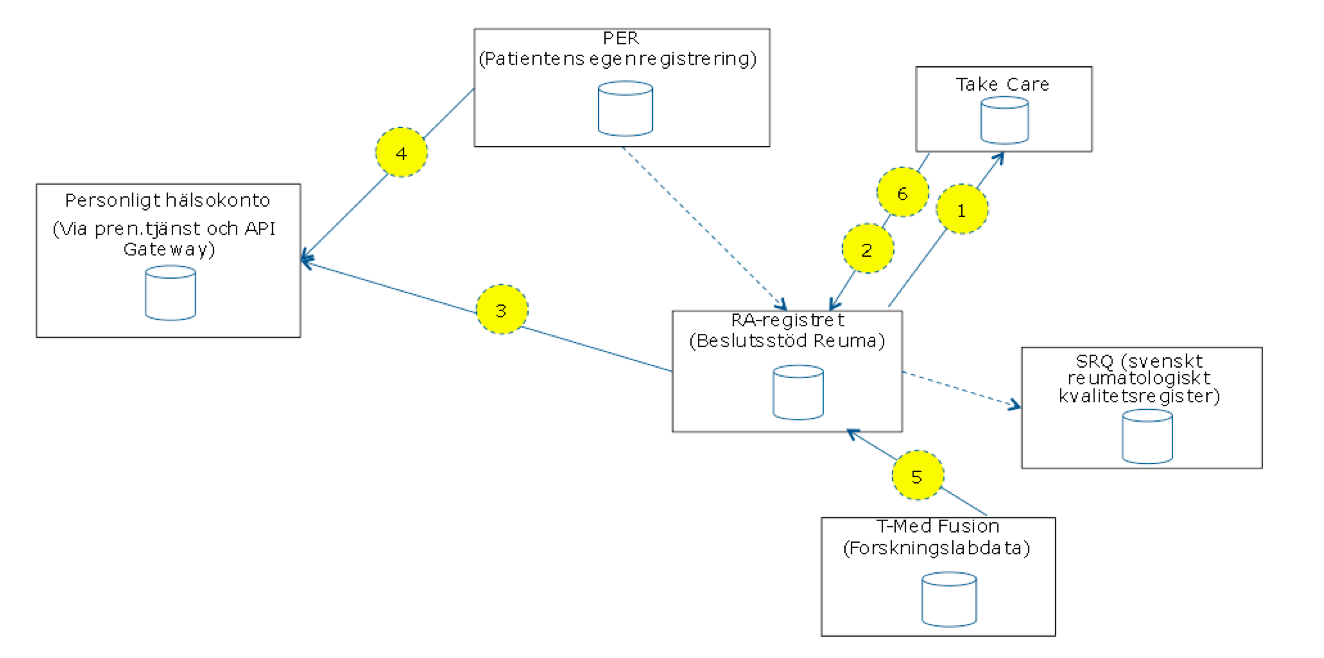 PER
(Patientens egenregistrering)
Take Care
4
6
1
Personligt hälsokonto
(Via pren.tjänst och API
Gateway)
2
3
RA-registret
(Beslutsstöd Reuma)
SRQ (svenskt
reumatologiskt
kvalitetsregister)
5
T-Med Fusion
(Forskningslabdata)